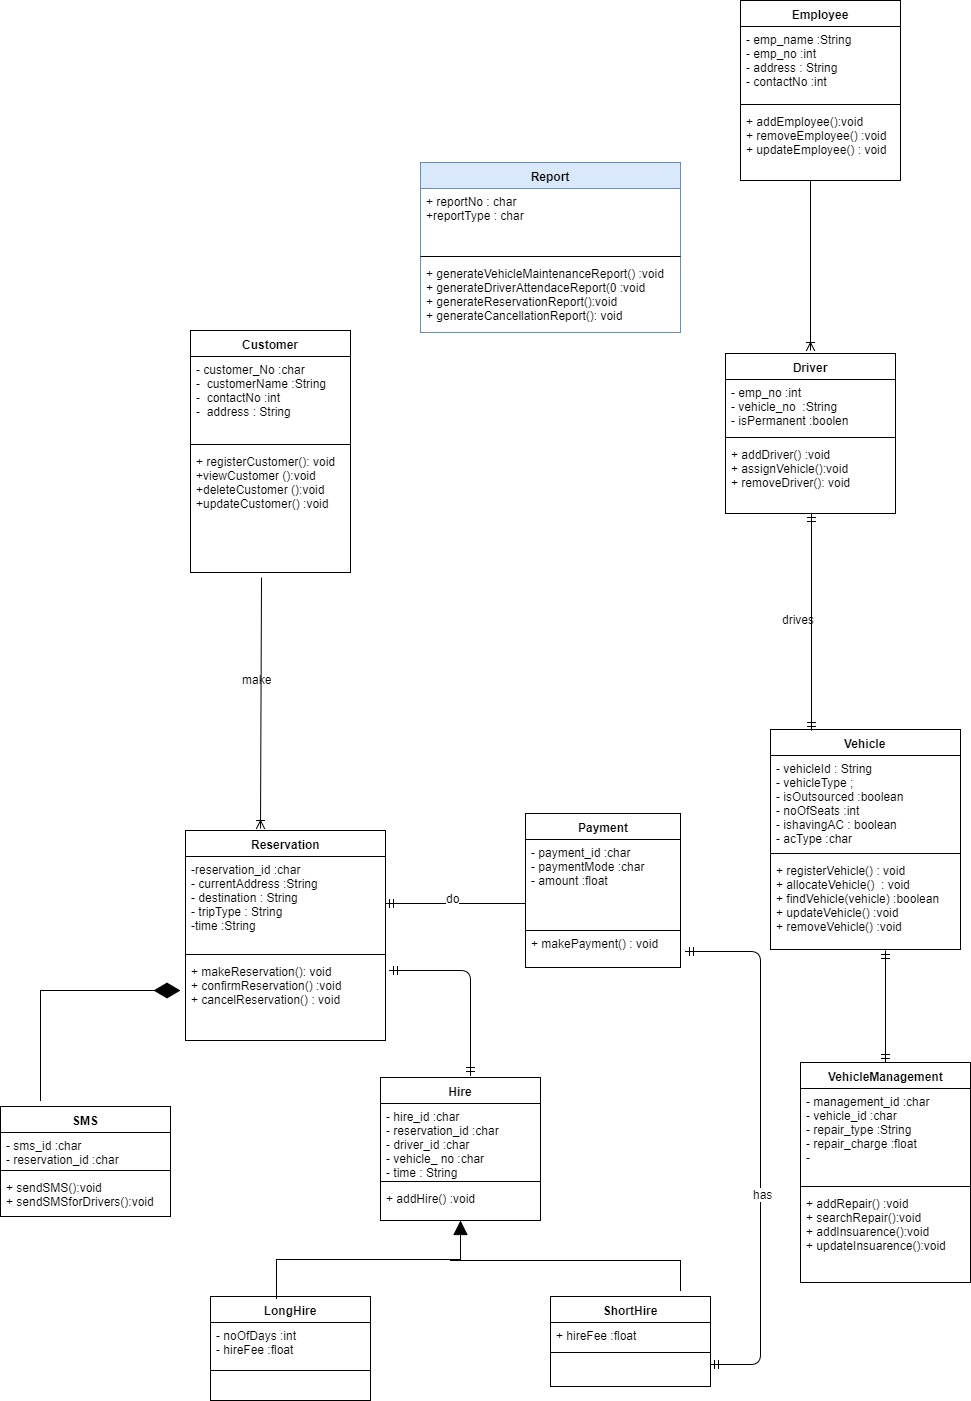 Employee
- emp_name :String
- emp_no :int
- address : String
- contactNo :int
+ addEmployee():void
+ removeEmployee() :void
+ updateEmployee() : void
Report
+ reportNo : char
+reportType : char
+ generateVehicleMaintenanceReport() :void
+ generateDriverAttendaceReport(0 :void
+ generateReservationReport():void
+ generateCancellationReport(): void
Customer
- customer_No :char
- customerName :String
- contactNo :int
- address : String
+ registerCustomer(): void
+viewCustomer ():void
+deleteCustomer ():void
+updateCustomer() :void
Driver
- emp_no :int
- vehicle_no :String
- isPermanent :boolen
+ addDriver() :void
+ assignVehicle():void
+ removeDriver(): void
drives
make
Vehicle
- vehicleId : String
- vehicleType ;
- isOutsourced :boolean
- noOfSeats :int
- ishavingAC : boolean
- acType :char
+ registerVehicle() : void
+ allocateVehicle() : void
+ findVehicle(vehicle) :boolean
+ updateVehicle() :void
+ removeVehicle() :void
Reservation
-reservation_id :char
- currentAddress :String
- destination : String
- tripType : String
-time :String
+ makeReservation(): void
+ confirmReservation() :void
+ cancelReservation() : void
do
Payment
- payment_id :char
- paymentMode :char
- amount :float
+ makePayment() : void
VehicleManagement
- management_id :char
- vehicle_id :char
- repair_type :String
- repair_charge :float
-
+ addRepair() :void
+ searchRepair():void
+ addInsuarence():void
+ updateInsuarence():void
SMS
- sms_id :char
- reservation_id :char
+ sendSMS():void
+ sendSMSforDrivers():void
Hire
- hire_id :char
- reservation_id :char
- driver_id :char
- vehicle_ no :char
- time : String
+ addHire() :void
has
LongHire
- noOfDays :int
- hireFee :float
ShortHire
+ hireFee :float